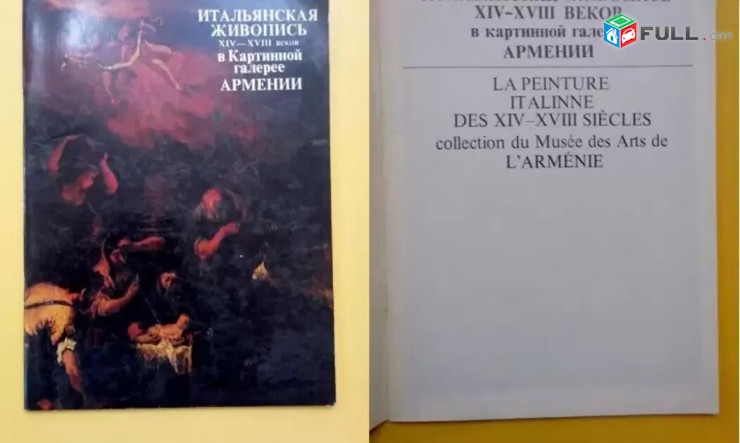 ИТАЛЬЯНСКАЯ
ЖИВОПИСЬ
XIV—XVIII веков
в Картинной
галерее
АРМЕНИИ
XIV–XVIII ВЕКОВ
в картинной гале
АРМЕНИИ
LA PEINTURE
ITALINNE
DES XIV–XVIII SIÈCLES
collection du Musée des Arts de
L'ARMÉNIE
FULL.am